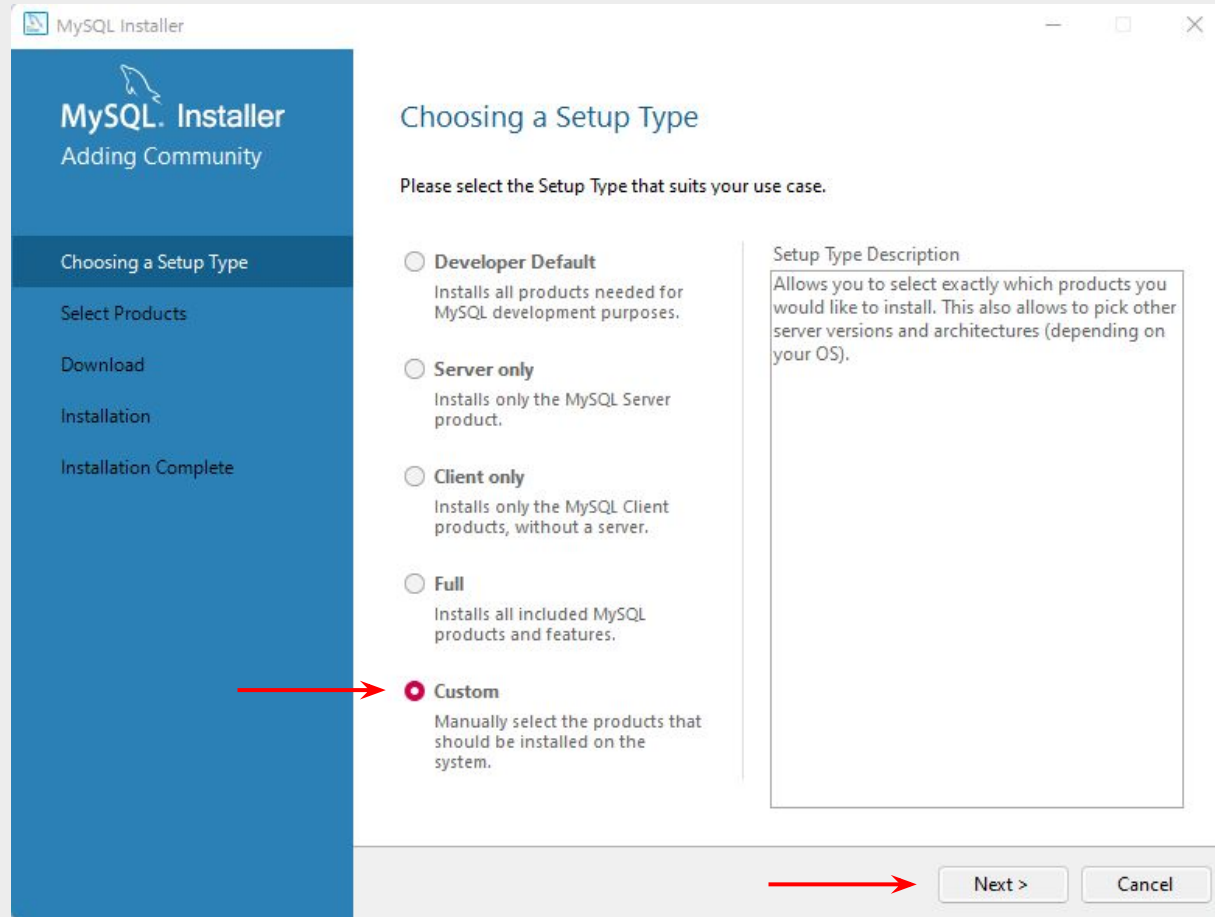 MySQL Installer
MySQL. Installer
Adding Community
Choosing a Setup Type
Select Products
Download
Installation
Installation Complete
Choosing a Setup Type
Please select the Setup Type that suits your use case.
Developer Default
Installs all products needed for
MySQL development purposes.
Server only
Installs only the MySQL Server
product.
Client only
Installs only the MySQL Client
products, without a server.
Full
Installs all included MySQL
products and features.
Custom
Manually select the products that
should be installed on the
system.
Setup Type Description
Allows you to select exactly which products you
would like to install. This also allows to pick other
server versions and architectures (depending on
your OS).
Next >
Cancel